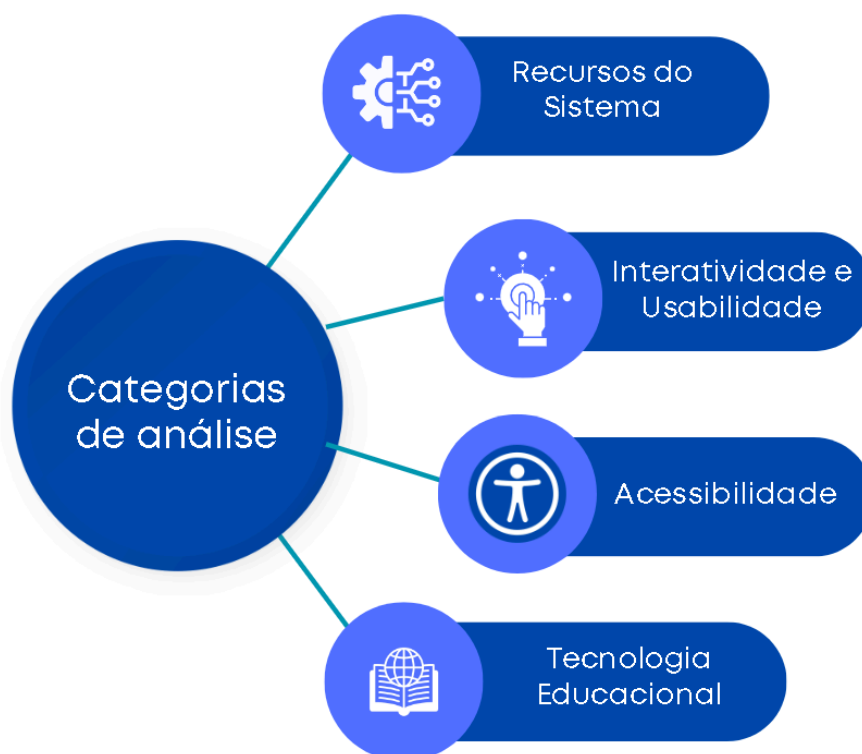 Recursos do
Sistema
Interatividade e
Usabilidade
Categorias
de análise
Acessibilidade
Tecnologia
Educacional